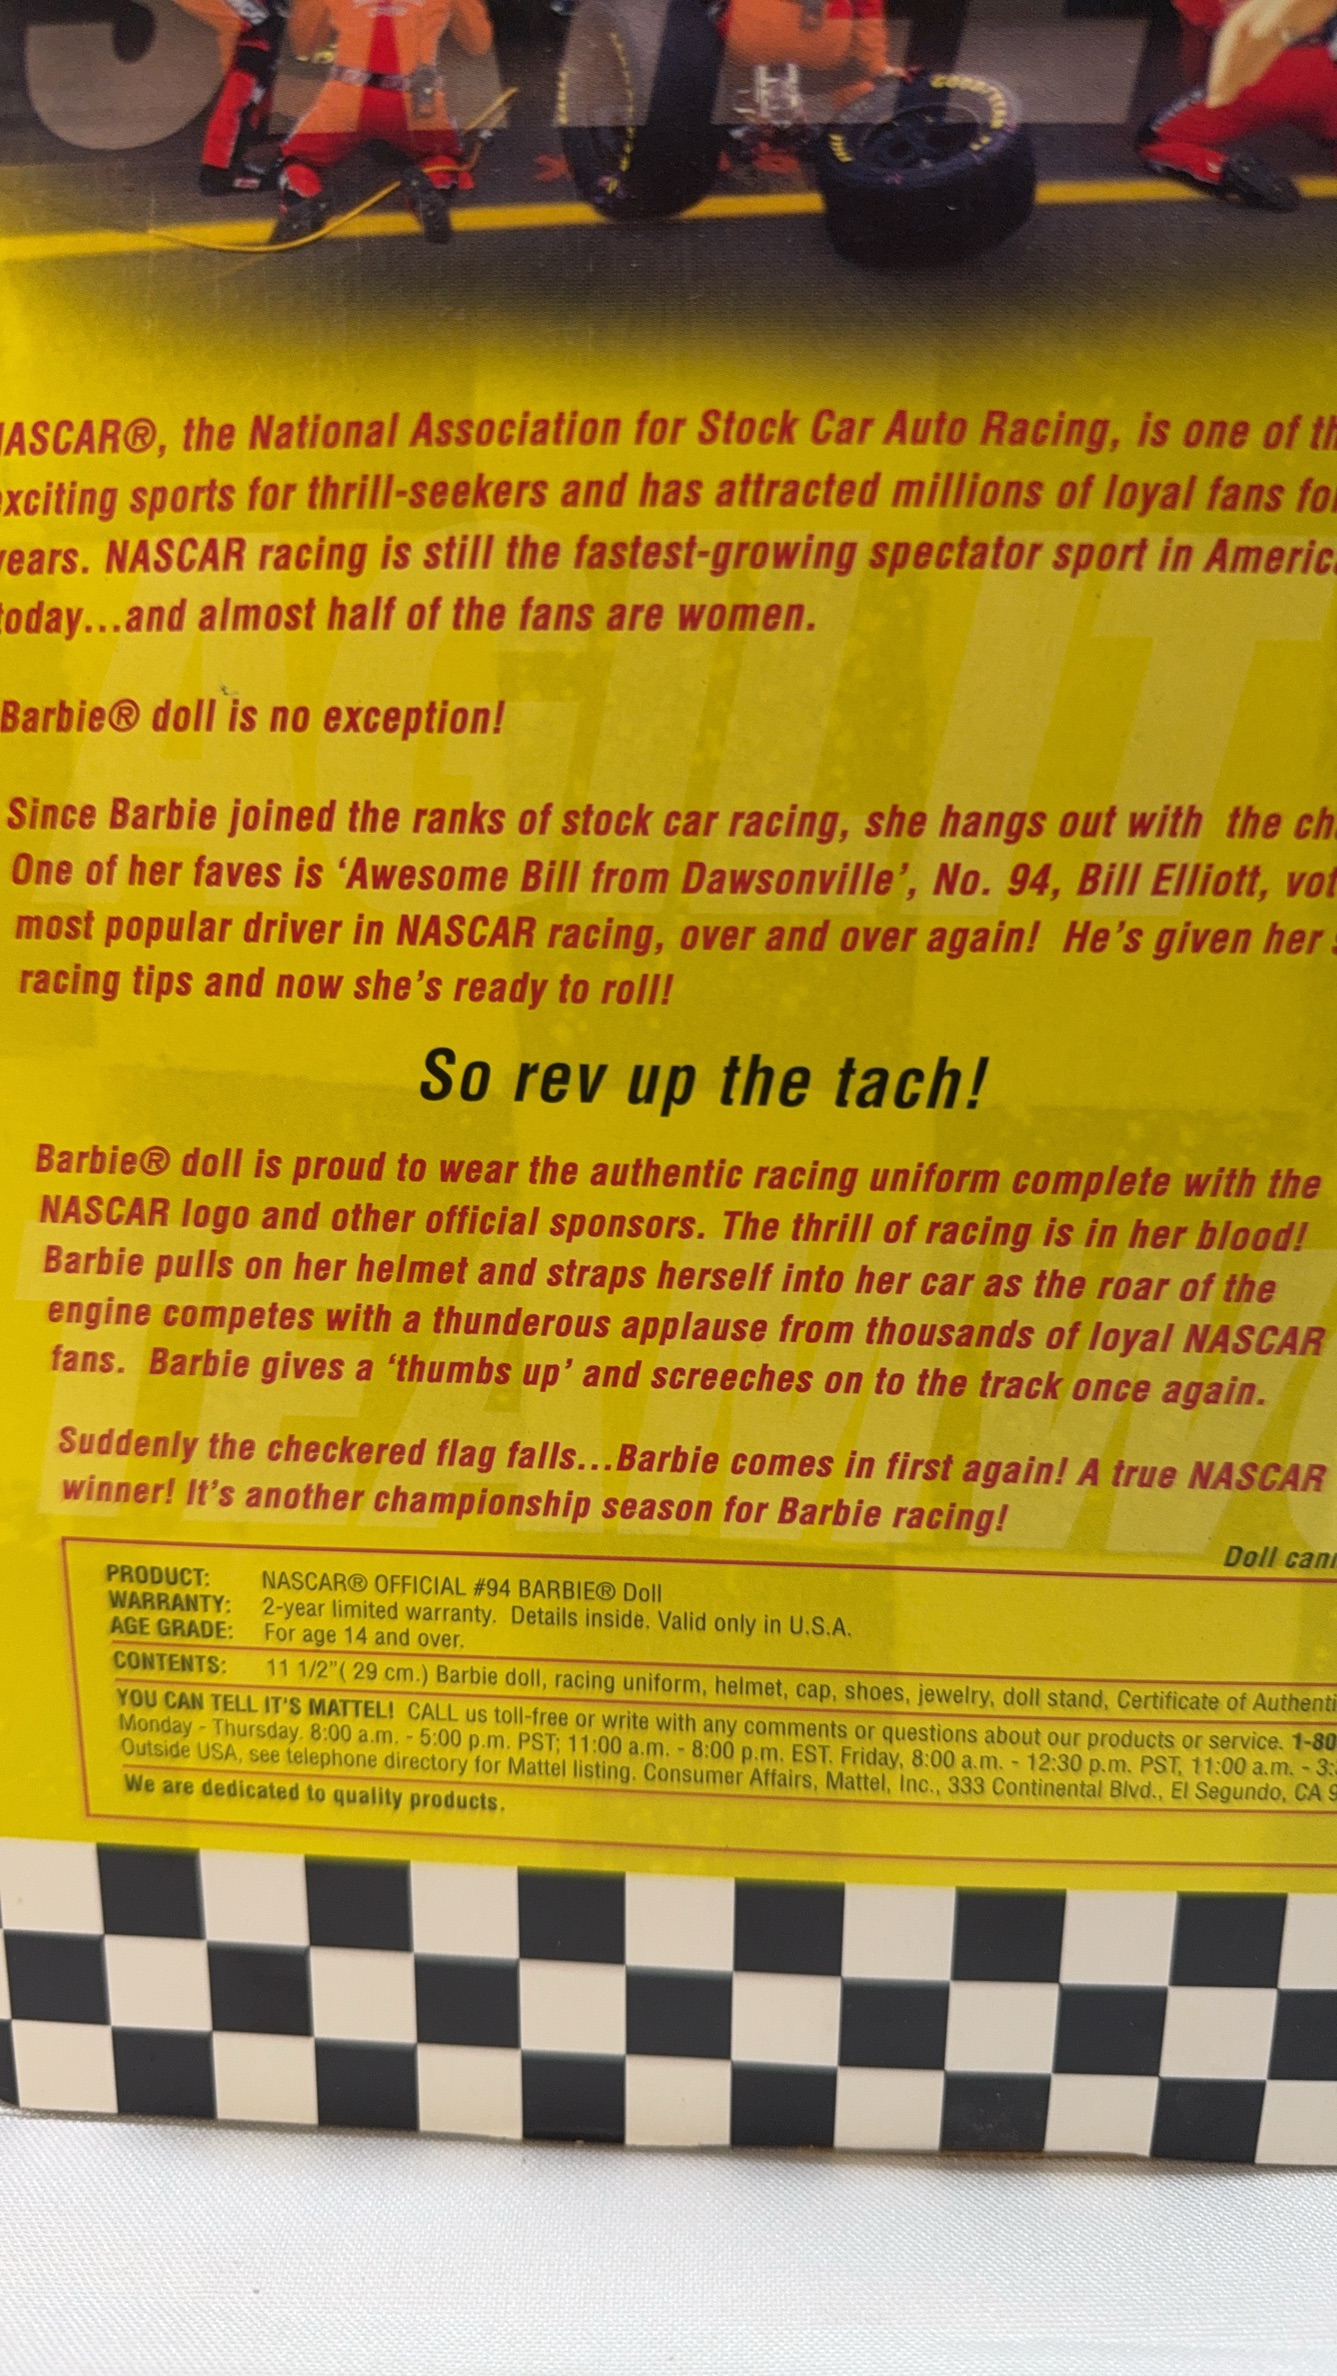 GOODYEAR
ASCAR®, the National Association for Stock Car Auto Racing, is one of th
xciting sports for thrill-seekers and has attracted millions of loyal fans fo
ears. NASCAR racing is still the fastest-growing spectator sport in Americ
today...and almost half of the fans are women.
AGILIT
Barbie® doll is no exception!
Since Barbie joined the ranks of stock car racing, she hangs out with the ch
One of her faves is ‘Awesome Bill from Dawsonville’, No. 94, Bill Elliott, vot
most popular driver in NASCAR racing, over and over again! He's given her
racing tips and now she's ready to roll!
So rev up the tach!
Barbie® doll is proud to wear the authentic racing uniform complete with the
NASCAR logo and other official sponsors. The thrill of racing is in her blood!
Barbie pulls on her helmet and straps herself into her car as the roar of the
engine competes with a thunderous applause from thousands of loyal NASCAR
fans. Barbie gives a ‘thumbs up’ and screeches on to the track once again.
TEAMWO
Suddenly the checkered flag falls...Barbie comes in first again! A true NASCAR
winner! It's another championship season for Barbie racing!
Doll can
PRODUCT: NASCAR® OFFICIAL #94 BARBIE® Doll
WARRANTY: 2-year limited warranty. Details inside. Valid only in U.S.A.
AGE GRADE: For age 14 and over.
CONTENTS: 11 1/2”( 29 cm.) Barbie doll, racing uniform, helmet, cap, shoes, jewelry, doll stand, Certificate of Authenti
YOU CAN TELL IT'S MATTEL! CALL us toll-free or write with any comments or questions about our products or service. 1-80
Monday - Thursday. 8:00 a.m. - 5:00 p.m. PST; 11:00 a.m. - 8:00 p.m. EST. Friday, 8:00 a.m. - 12:30 p.m. PST, 11:00 a.m. - 3:
Outside USA, see telephone directory for Mattel listing. Consumer Affairs, Mattel, Inc., 333 Continental Blvd., El Segundo, CA 9
We are dedicated to quality products.